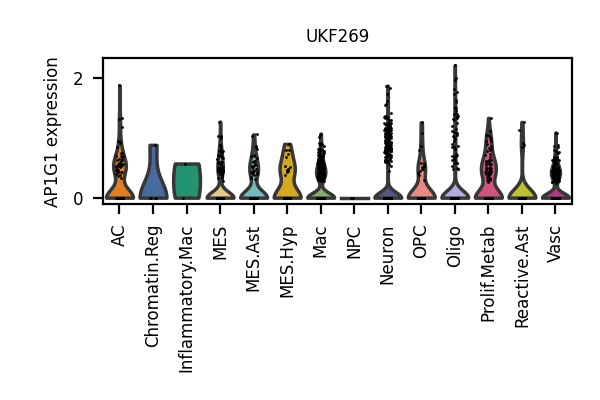 UKF269
AP1G1 expression
2
0
AC
Chromatin.Reg
Inflammatory.Mac
MES
MES.Ast
MES.Hyp
Mac
NPC
Neuron
OPC
Oligo
Prolif.Metab
Reactive.Ast
Vasc